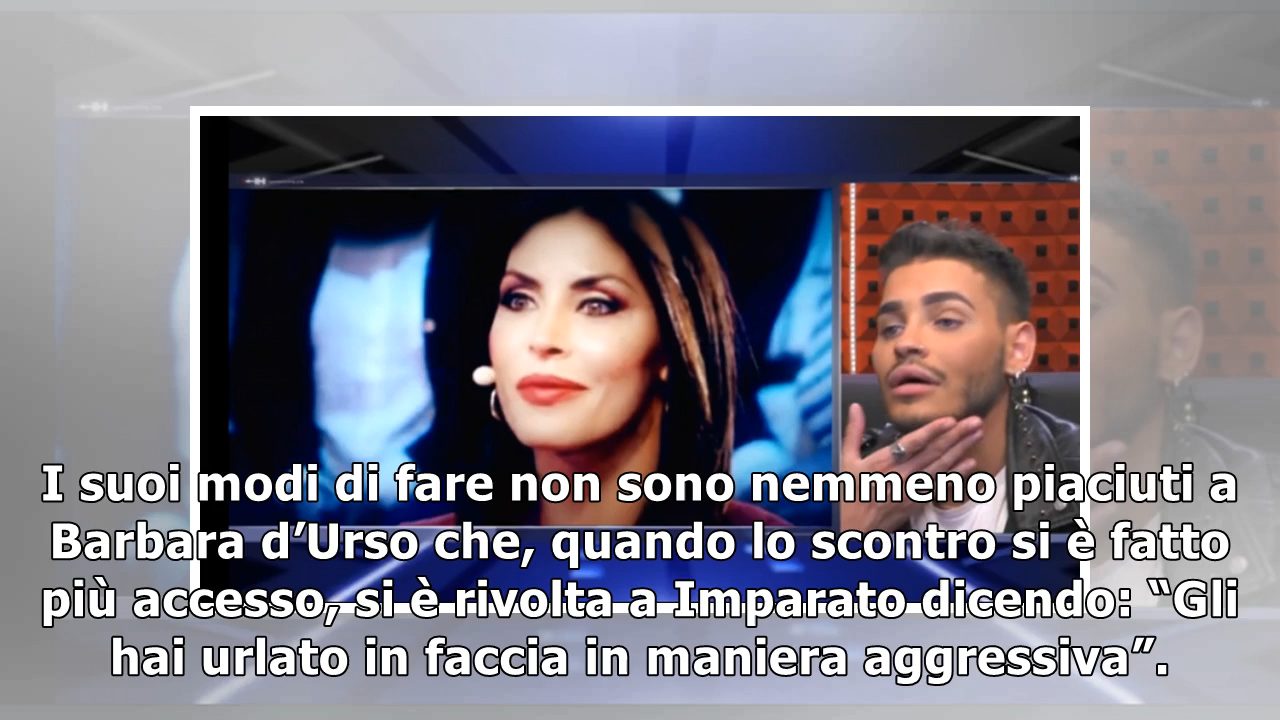 I suoi modi di fare non sono nemmeno piaciuti a
Barbara d’Urso che, quando lo scontro si è fatto
più accesso, si è rivolta a Imparato dicendo: “Gli
hai urlato in faccia in maniera aggressiva”.